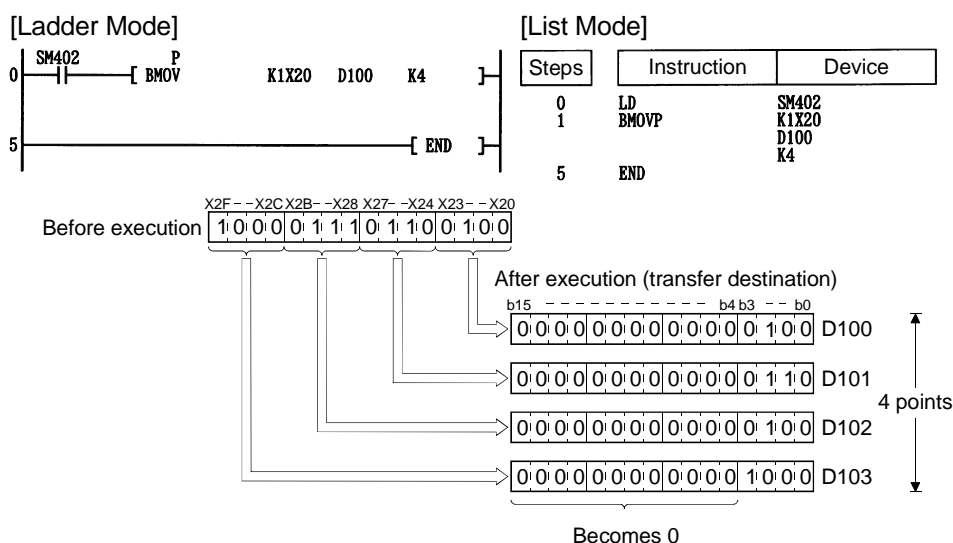 [Ladder Mode]
SM402 P
0 [ BMOV K1X20 D100 K4 ]
5 [ END ]
[List Mode]
Steps Instruction Device
0 LD SM402
1 BMOVP K1X20
D100
K4
5 END
X2F - - X2C X2B - - X28 X27 - - X24 X23 - - X20
Before execution 1 0 0 0 0 1 1 1 0 1 1 0 0 1 0 0
After execution (transfer destination)
b15 - - - - - - - - - - - b4 b3 - - b0
0 0 0 0 0 0 0 0 0 0 0 0 0 1 0 0 D100
0 0 0 0 0 0 0 0 0 0 0 0 0 1 1 0 D101
0 0 0 0 0 0 0 0 0 0 0 0 0 1 0 0 D102
0 0 0 0 0 0 0 0 0 0 0 0 1 0 0 0 D103
4 points
Becomes 0